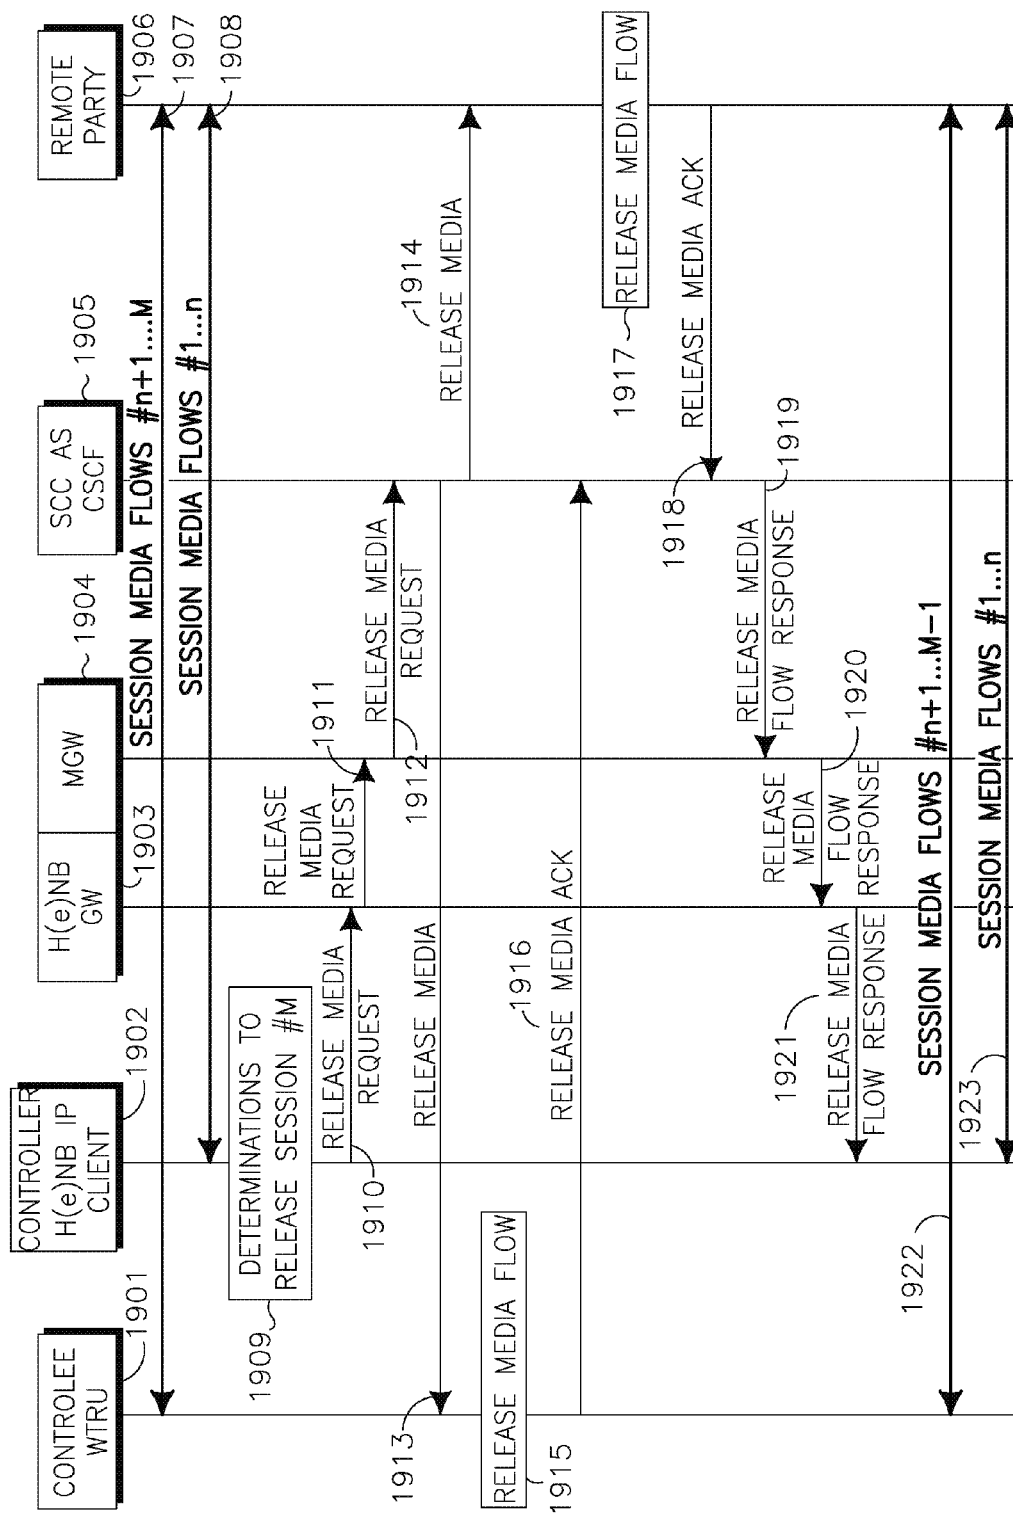 CONTROLEE
WTRU
1901
CONTROLLER
H(e)NB IP
CLIENT
1902
H(e)NB
GW
1903
MGW
1904
SCC AS
CSCF
1905
REMOTE
PARTY
1906
SESSION MEDIA FLOWS #n+1...M
1907
SESSION MEDIA FLOWS #1...n
1908
DETERMINATIONS TO
RELEASE SESSION #M
1909
RELEASE MEDIA
REQUEST
1910
RELEASE
MEDIA
REQUEST
1911
RELEASE MEDIA
REQUEST
1912
RELEASE MEDIA
1913
RELEASE MEDIA
1914
RELEASE MEDIA FLOW
1915
RELEASE MEDIA ACK
1916
RELEASE MEDIA FLOW
1917
RELEASE MEDIA ACK
1918
RELEASE MEDIA
FLOW RESPONSE
1919
RELEASE
MEDIA
FLOW
RESPONSE
1920
RELEASE MEDIA
FLOW RESPONSE
1921
SESSION MEDIA FLOWS #n+1...M-1
1922
SESSION MEDIA FLOWS #1...n
1923